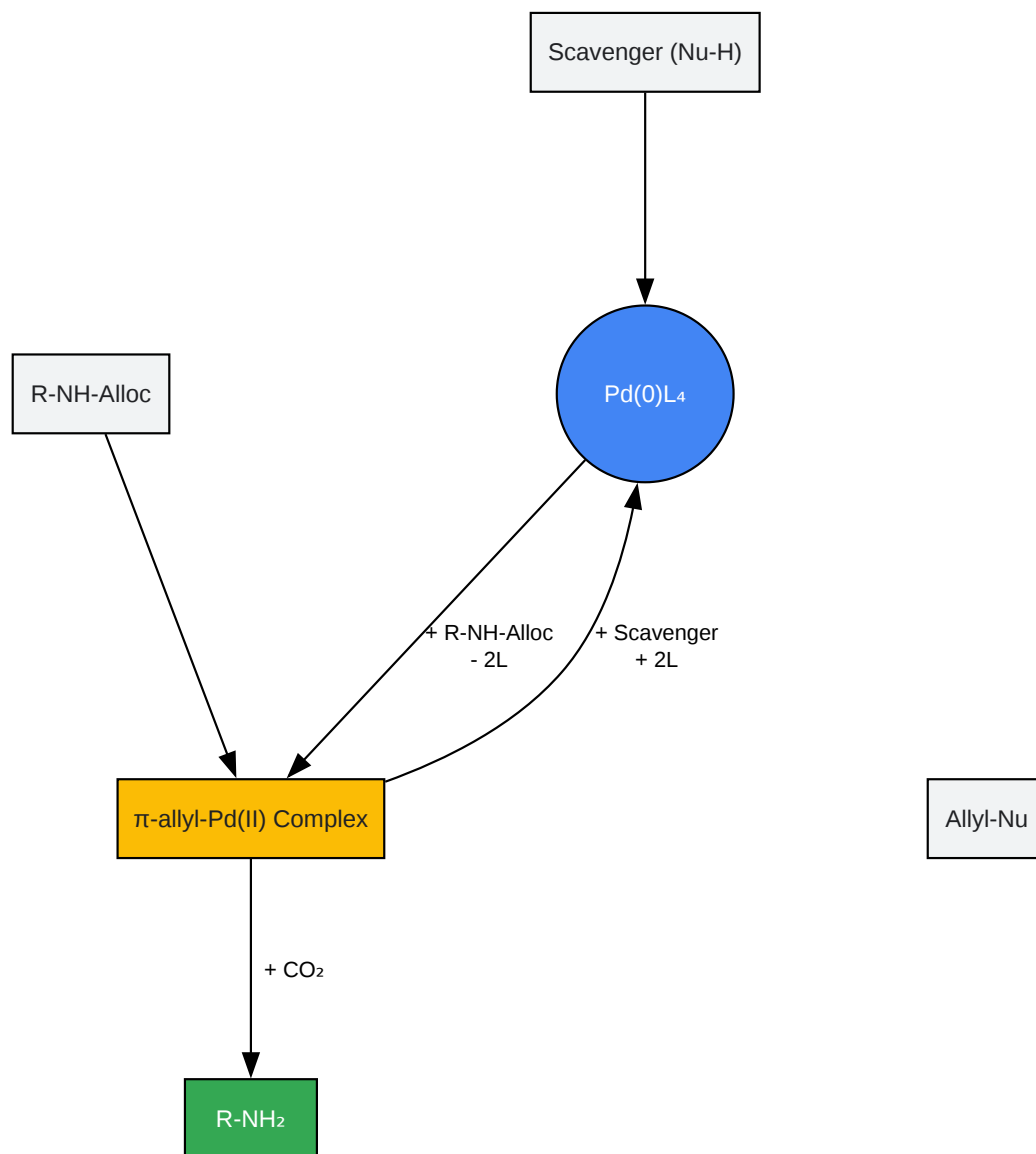 Scavenger (Nu-H)
R-NH-Alloc
Pd(0)L₄
+ R-NH-Alloc
- 2L
+ Scavenger
+ 2L
π-allyl-Pd(II) Complex
Allyl-Nu
+ CO₂
R-NH₂